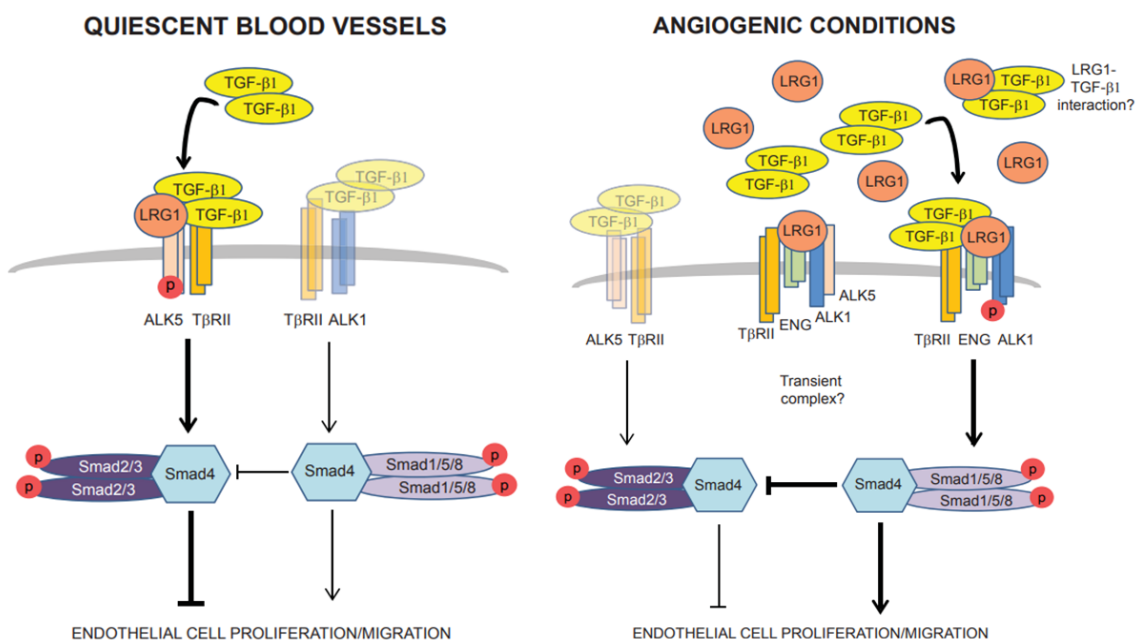 QUIESCENT BLOOD VESSELS
TGF-β1
TGF-β1
TGF-β1
TGF-β1
LRG1
TGF-β1
TGF-β1
p
ALK5 TβRII
TβRII ALK1
p
Smad2/3
p
Smad2/3
Smad4
Smad4
Smad1/5/8
p
Smad1/5/8
p
ENDOTHELIAL CELL PROLIFERATION/MIGRATION
ANGIOGENIC CONDITIONS
LRG1
LRG1
TGF-β1
TGF-β1
LRG1-
TGF-β1
interaction?
TGF-β1
TGF-β1
LRG1
TGF-β1
TGF-β1
LRG1
LRG1
TGF-β1
TGF-β1
LRG1
TGF-β1
TGF-β1
LRG1
ALK5
ALK1
ENG
TβRII
p
ALK5 TβRII
TβRII ENG ALK1
Transient
complex?
p
Smad2/3
p
Smad2/3
Smad4
Smad4
Smad1/5/8
p
Smad1/5/8
p
ENDOTHELIAL CELL PROLIFERATION/MIGRATION